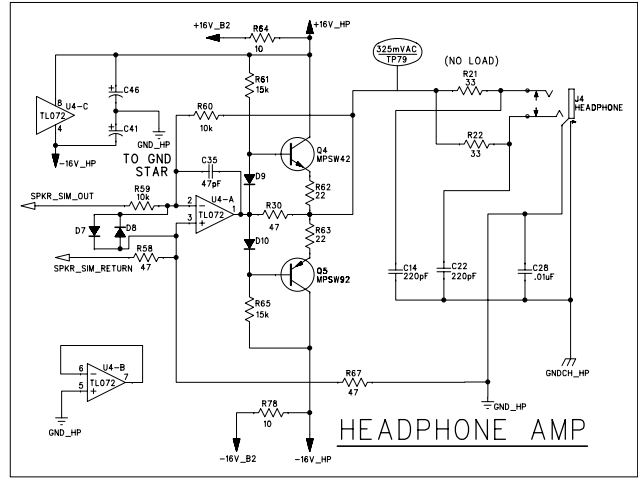 +16V_B2
R64
10
+16V_HP
325mVAC
TP79
(NO LOAD)
R21
33
J4
HEADPHONE
8
U4-C
TL072
4
-16V_HP
+
C46
+
C41
GND_HP
R61
15k
R60
10k
TO GND
STAR
C35
47pF
Q4
MPSW42
R22
33
D9
R62
22
SPKR_SIM_OUT
R59
10k
U4-A
2
-
TL072
1
3
+
R30
47
D7
D8
R58
47
SPKR_SIM_RETURN
D10
R63
22
Q5
MPSW92
R65
15k
C14
220pF
C22
220pF
C28
.01uF
U4-B
6
-
TL072
7
5
+
GND_HP
R67
47
GNDCH_HP
GND_HP
R78
10
-16V_B2
-16V_HP
HEADPHONE AMP